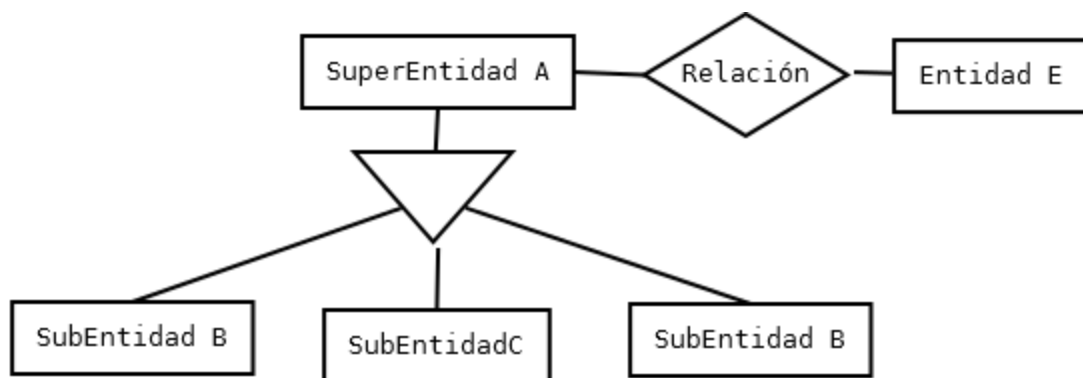 SuperEntidad A
Relación
Entidad E
SubEntidad B
SubEntidadC
SubEntidad B